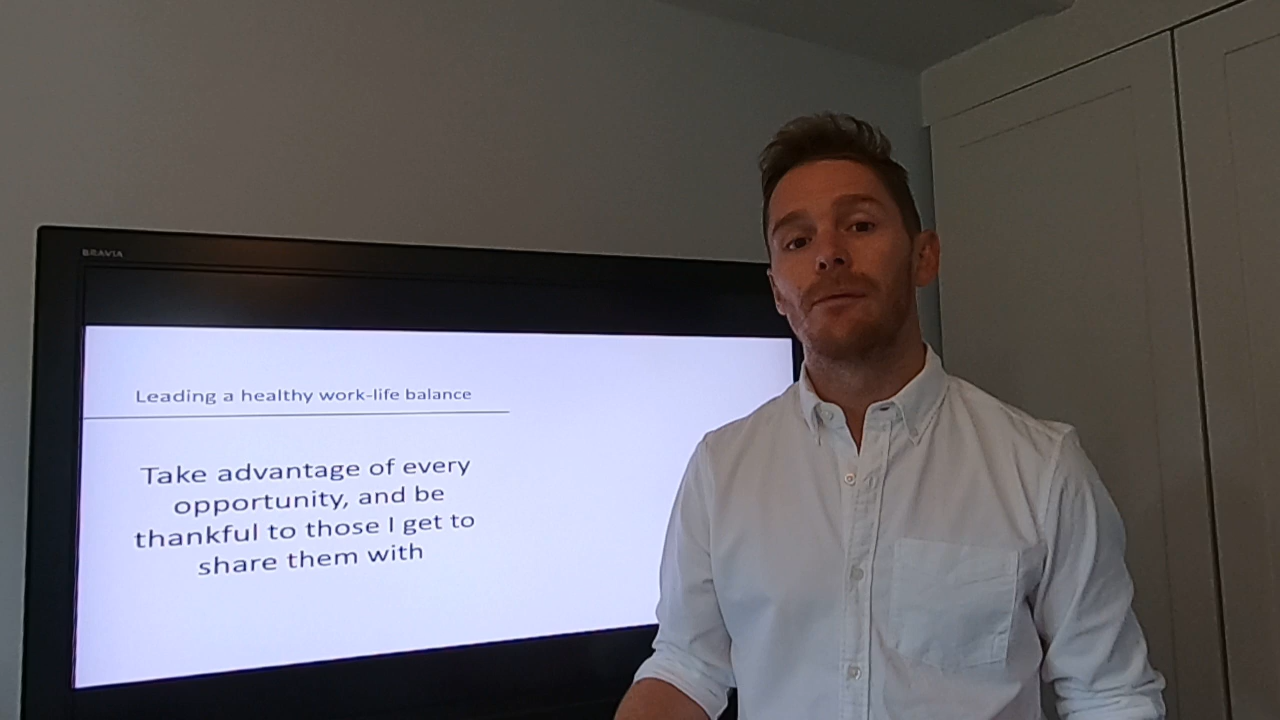 BRAVIA
Leading a healthy work-life balance
Take advantage of every
opportunity, and be
thankful to those I get to
share them with